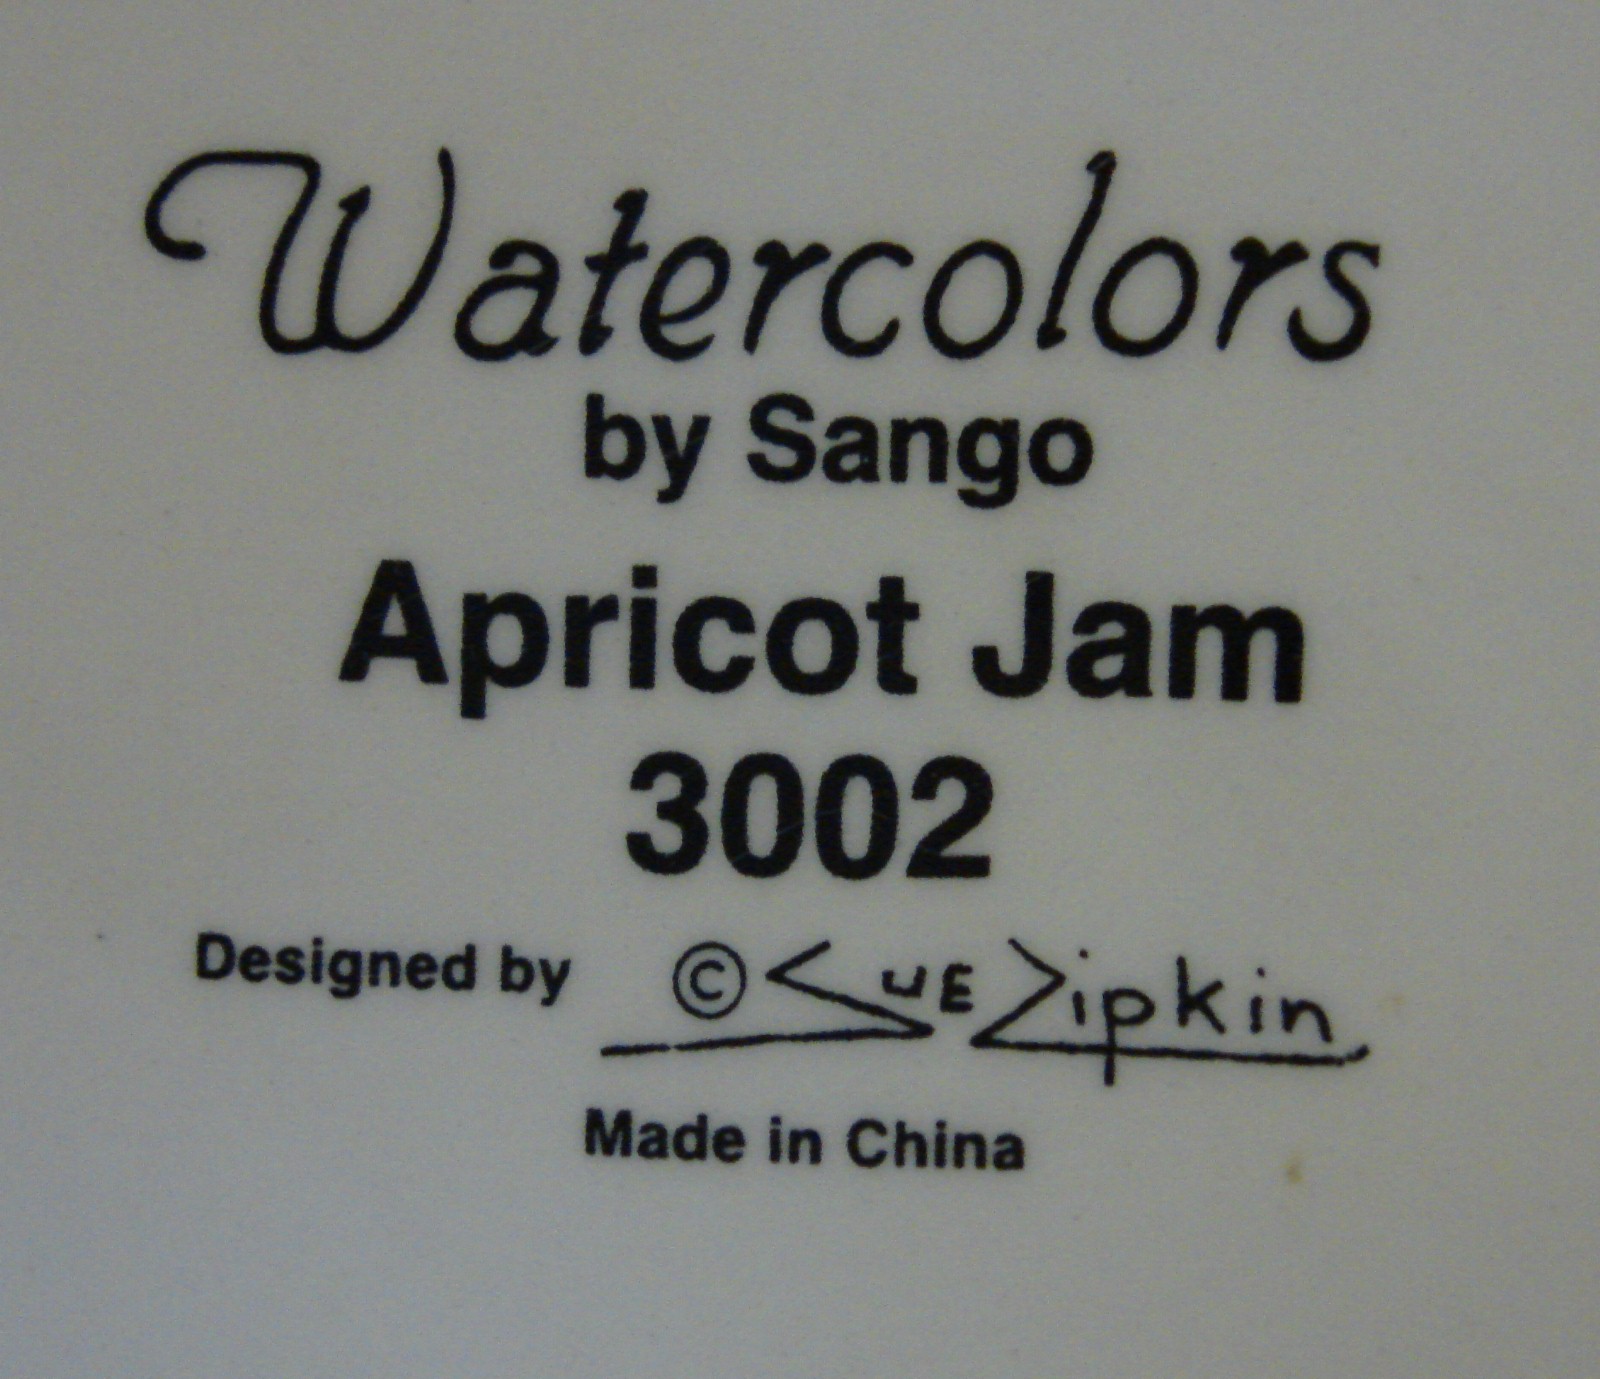 Watercolors
by Sango
Apricot Jam
3002
Designed by © Sue Zipkin
Made in China